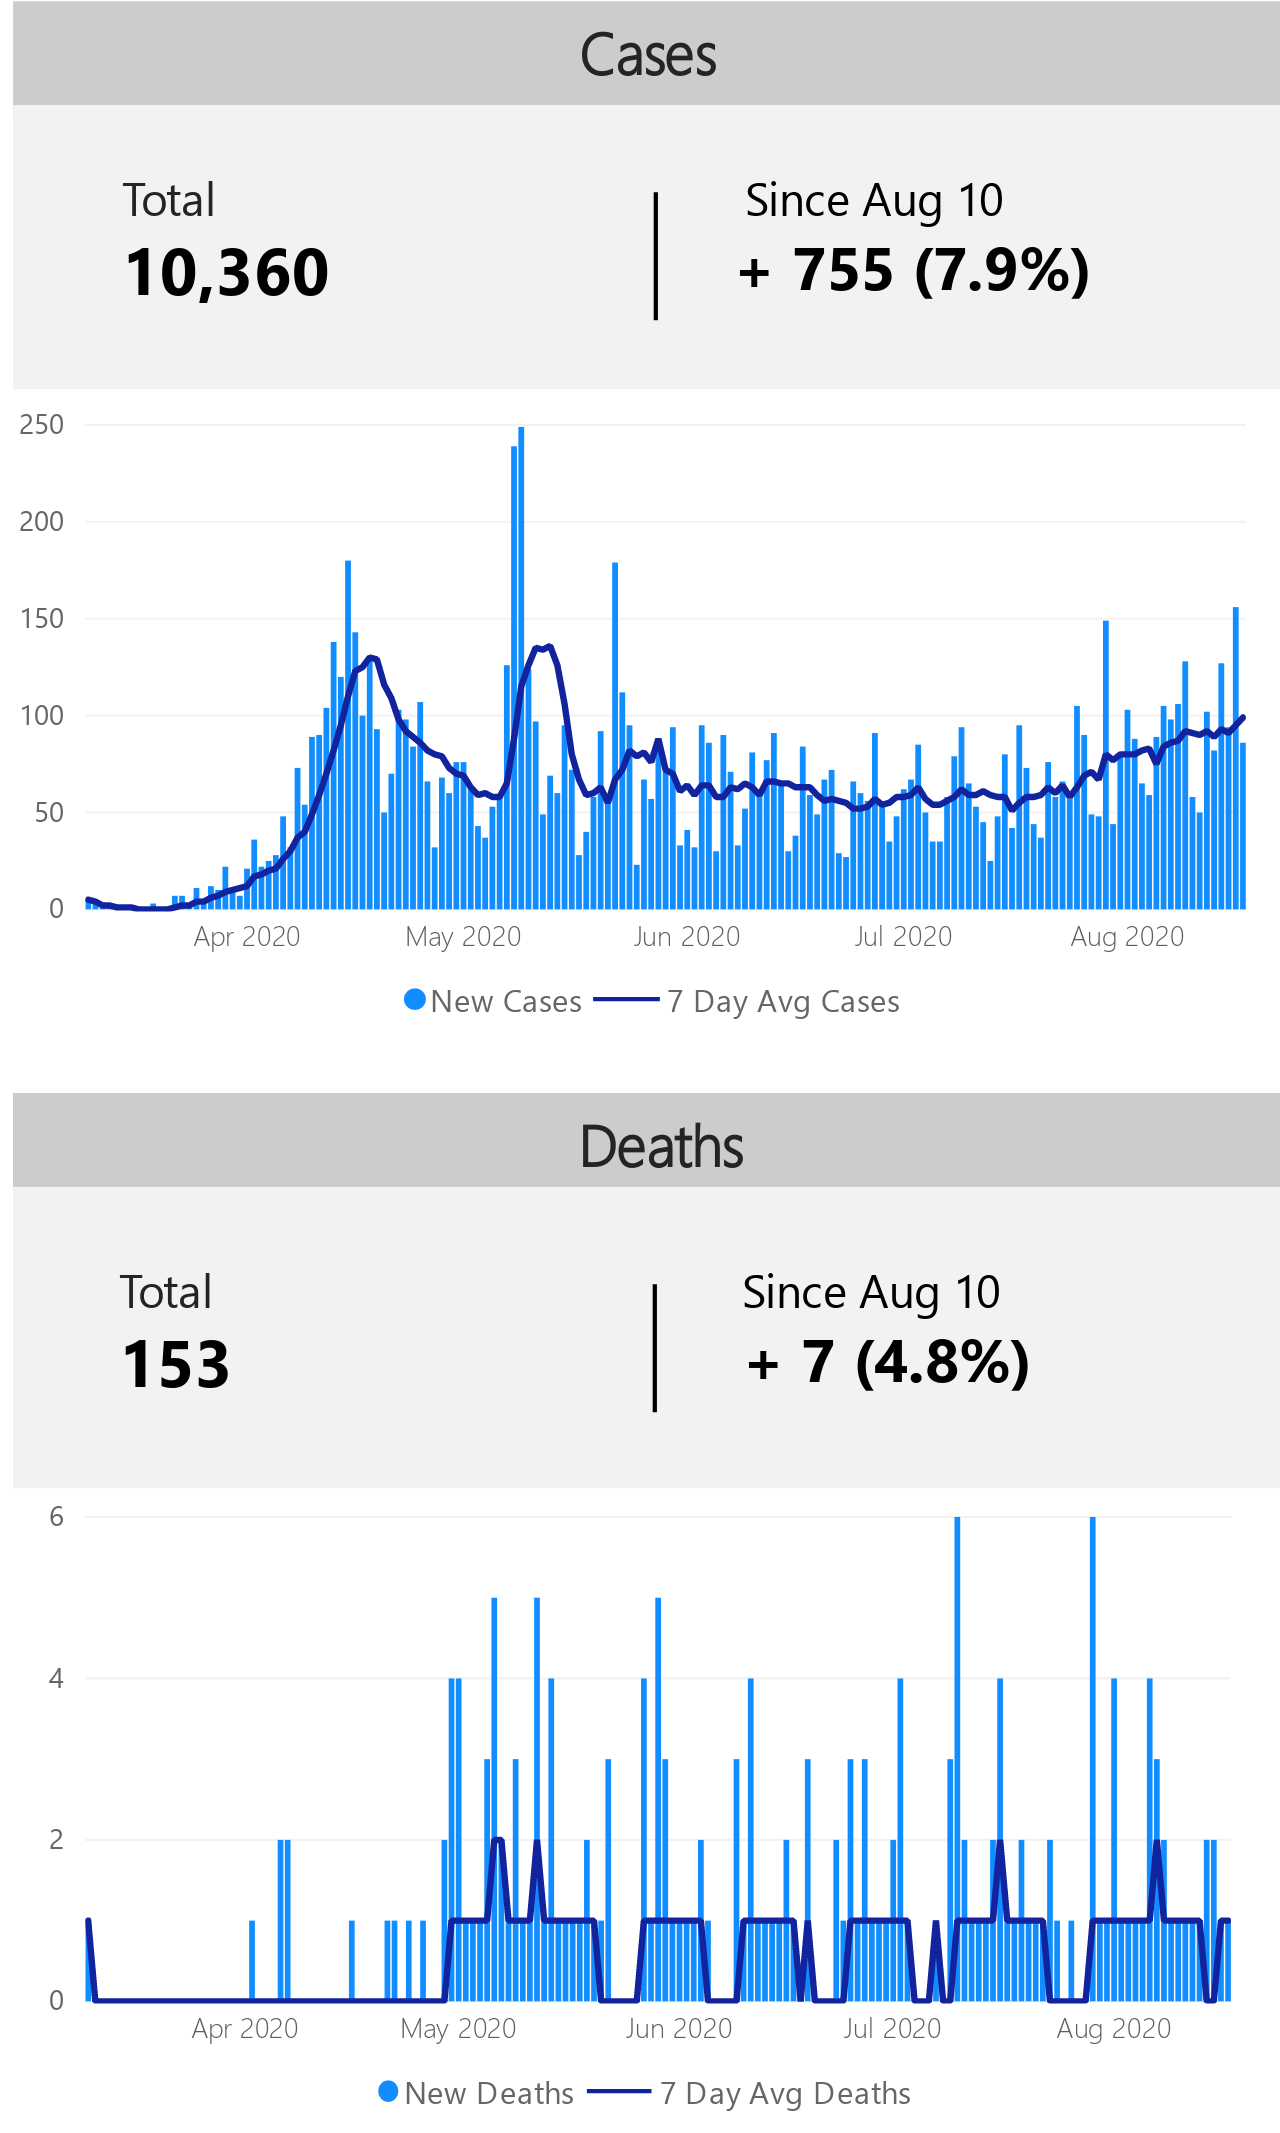 Cases
Total
Since Aug 10
10,360
+ 755 (7.9%)
250
200
150
100
50
0
Apr 2020
May 2020
Jun 2020
Jul 2020
Aug 2020
New Cases
7 Day Avg Cases
Deaths
Total
Since Aug 10
153
+ 7 (4.8%)
6
4
2
0
Apr 2020
May 2020
Jun 2020
Jul 2020
Aug 2020
New Deaths
7 Day Avg Deaths